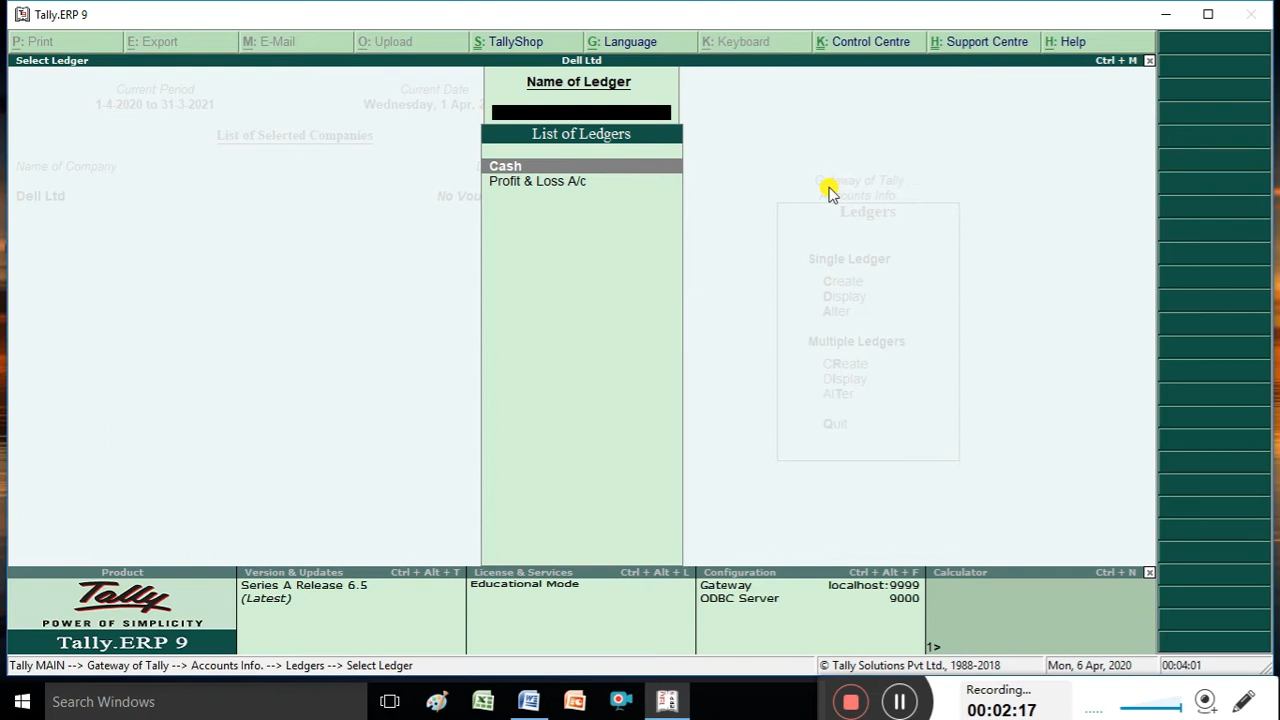 Tally.ERP 9
P: Print
E: Export
M: E-Mail
O: Upload
S: TallyShop
G: Language
K: Keyboard
K: Control Centre
H: Support Centre
H: Help
Select Ledger
Dell Ltd
Ctrl + M
Current Period
1-4-2020 to 31-3-2021
Current Date
Wednesday, 1 Apr, 2
List of Selected Companies
Name of Company
Dell Ltd
No Vou
Name of Ledger
List of Ledgers
Cash
Profit & Loss A/c
Gateway of Tally ...
Accounts Info. ...
Ledgers
Single Ledger
Create
Display
Alter
Multiple Ledgers
CReate
DIsplay
AlTer
Quit
Product
Tally
POWER OF SIMPLICITY
Tally.ERP 9
Version & Updates Ctrl + Alt + T
Series A Release 6.5
(Latest)
License & Services Ctrl + Alt + L
Educational Mode
Configuration Ctrl + Alt + F
Gateway localhost:9999
ODBC Server 9000
Calculator Ctrl + N
1>
Tally MAIN --> Gateway of Tally --> Accounts Info. --> Ledgers --> Select Ledger
© Tally Solutions Pvt Ltd., 1988-2018
Mon, 6 Apr, 2020
00:04:01
Search Windows
Recording...
00:02:17